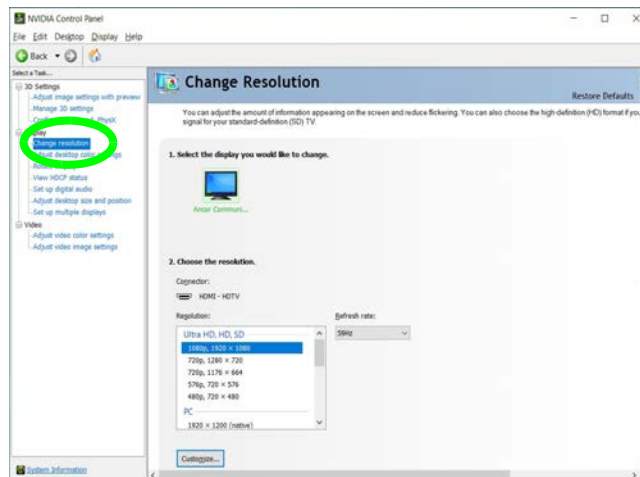 NVIDIA Control Panel
File Edit Desktop Display Help
Back
Select a Task...
3D Settings
Adjust image settings with preview
Manage 3D settings
PhysX
Change resolution
Adjust desktop color settings
View HDCP status
Set up digital audio
Adjust desktop size and position
Set up multiple displays
Video
Adjust video color settings
Adjust video image settings
System Information
Change Resolution
Restore Defaults
You can adjust the amount of information appearing on the screen and reduce flickering. You can also choose the high-definition (HD) format if you
signal for your standard-definition (SD) TV.
1. Select the display you would like to change.
Ancor Communi...
2. Choose the resolution.
Connector:
HDMI - HDTV
Resolution:
Ultra HD, HD, SD
1080p, 1920 × 1080
720p, 1280 × 720
720p, 1176 × 664
576p, 720 × 576
480p, 720 × 480
PC
1920 × 1200 (native)
Refresh rate:
59Hz
Customize...